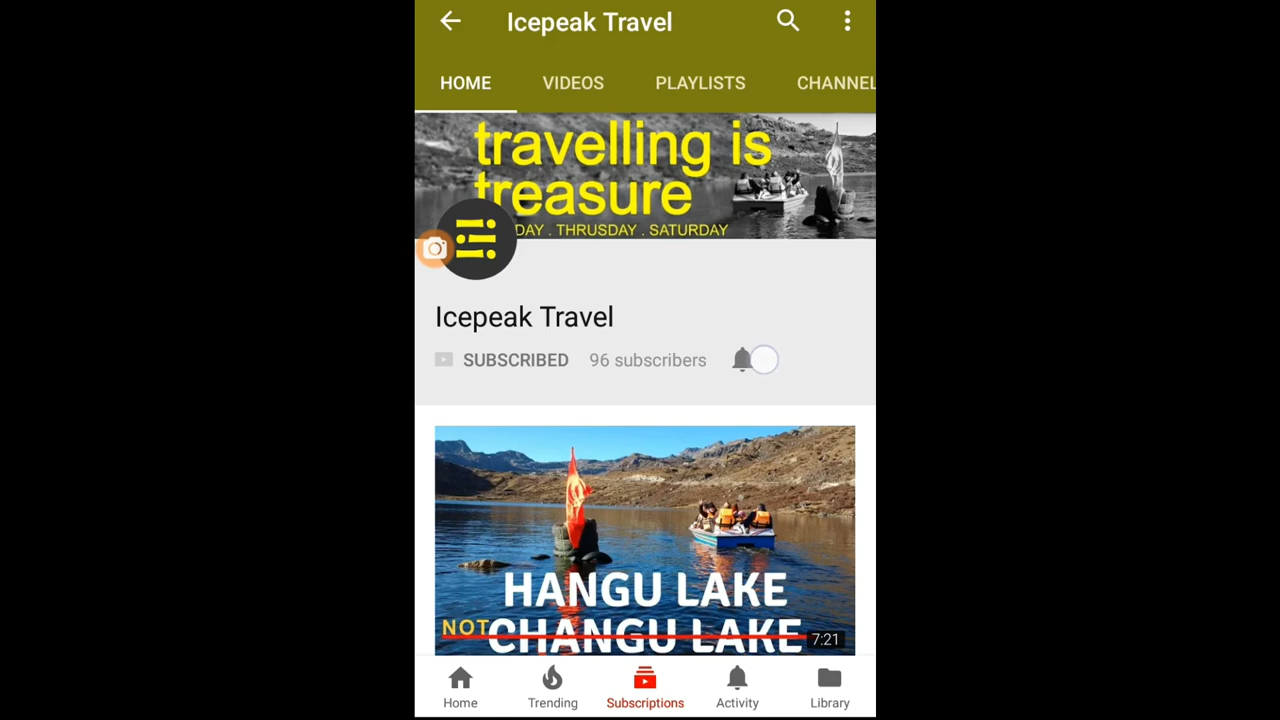 Icepeak Travel
HOME VIDEOS PLAYLISTS CHANNEL
travelling is
treasure
DAY . THRUSDAY . SATURDAY
Icepeak Travel
SUBSCRIBED 96 subscribers
HANGU LAKE
NOT CHANGU LAKE
7:21
Home Trending Subscriptions Activity Library